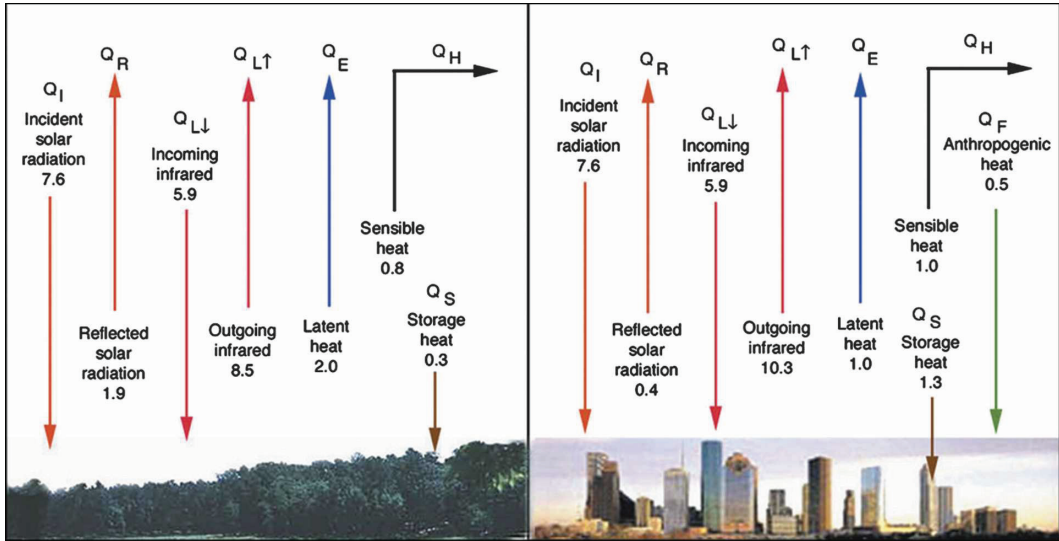 Q_I
Incident
solar
radiation
7.6
Q_R
Reflected
solar
radiation
1.9
Q_L↓
Incoming
infrared
5.9
Q_L↑
Outgoing
infrared
8.5
Q_E
Latent
heat
2.0
Q_H
Sensible
heat
0.8
Q_S
Storage
heat
0.3
Q_I
Incident
solar
radiation
7.6
Q_R
Reflected
solar
radiation
0.4
Q_L↓
Incoming
infrared
5.9
Q_L↑
Outgoing
infrared
10.3
Q_E
Latent
heat
1.0
Q_H
Sensible
heat
1.0
Q_S
Storage
heat
1.3
Q_F
Anthropogenic
heat
0.5